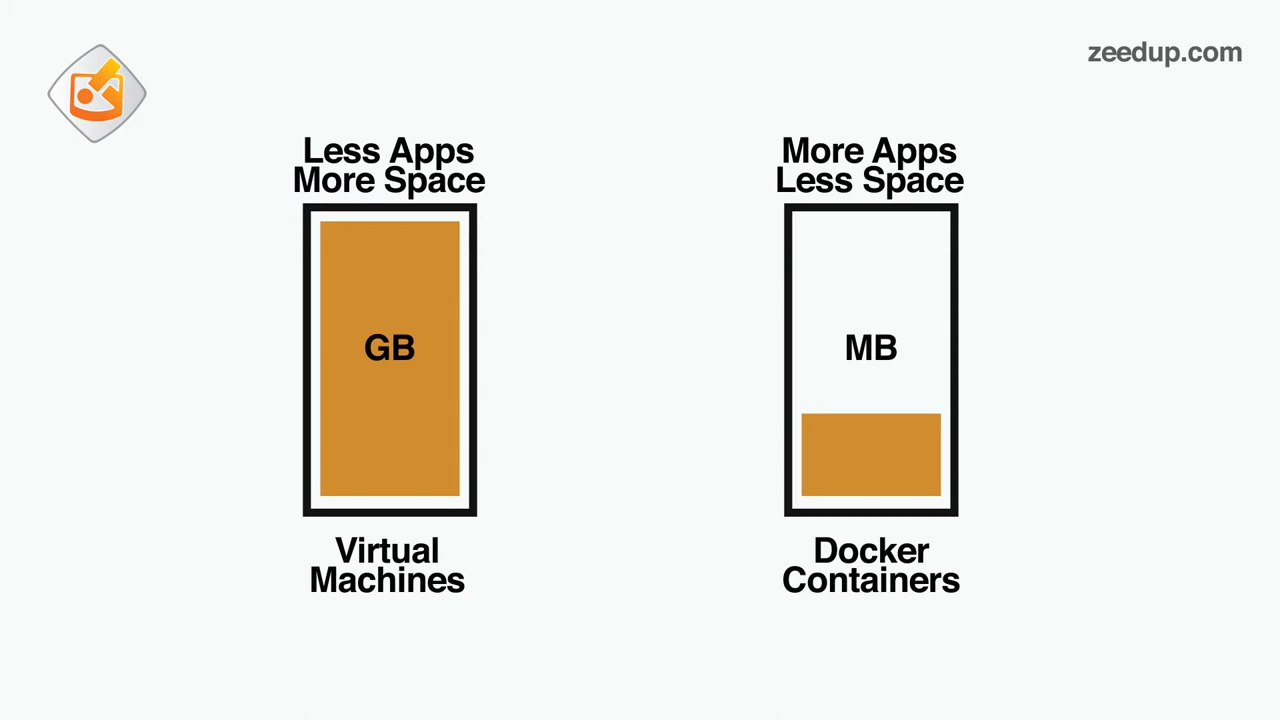 zeedup.com
Less Apps
More Space
More Apps
Less Space
GB
MB
Virtual
Machines
Docker
Containers